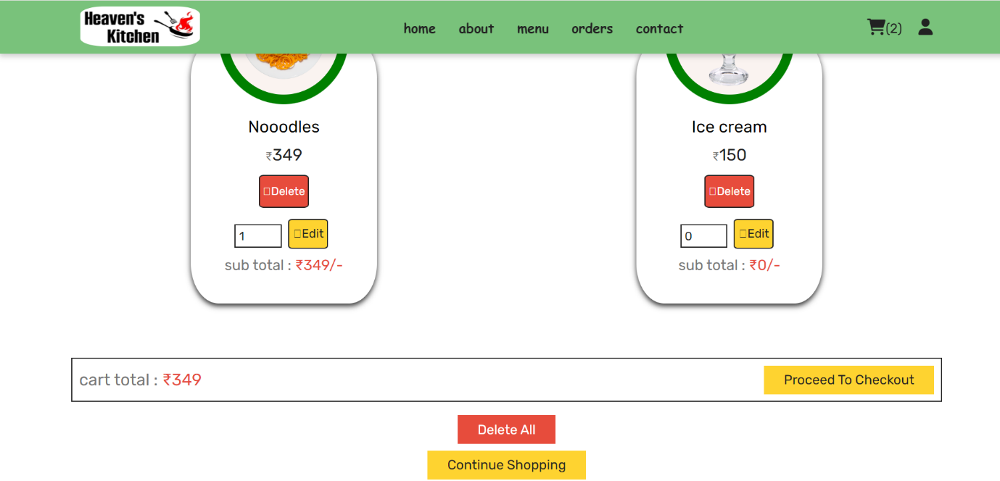 Heaven's
Kitchen
home about menu orders contact
(2)
Nooodles
₹349
Delete
1 Edit
sub total : ₹349/-
Ice cream
₹150
Delete
0 Edit
sub total : ₹0/-
cart total : ₹349
Proceed To Checkout
Delete All
Continue Shopping